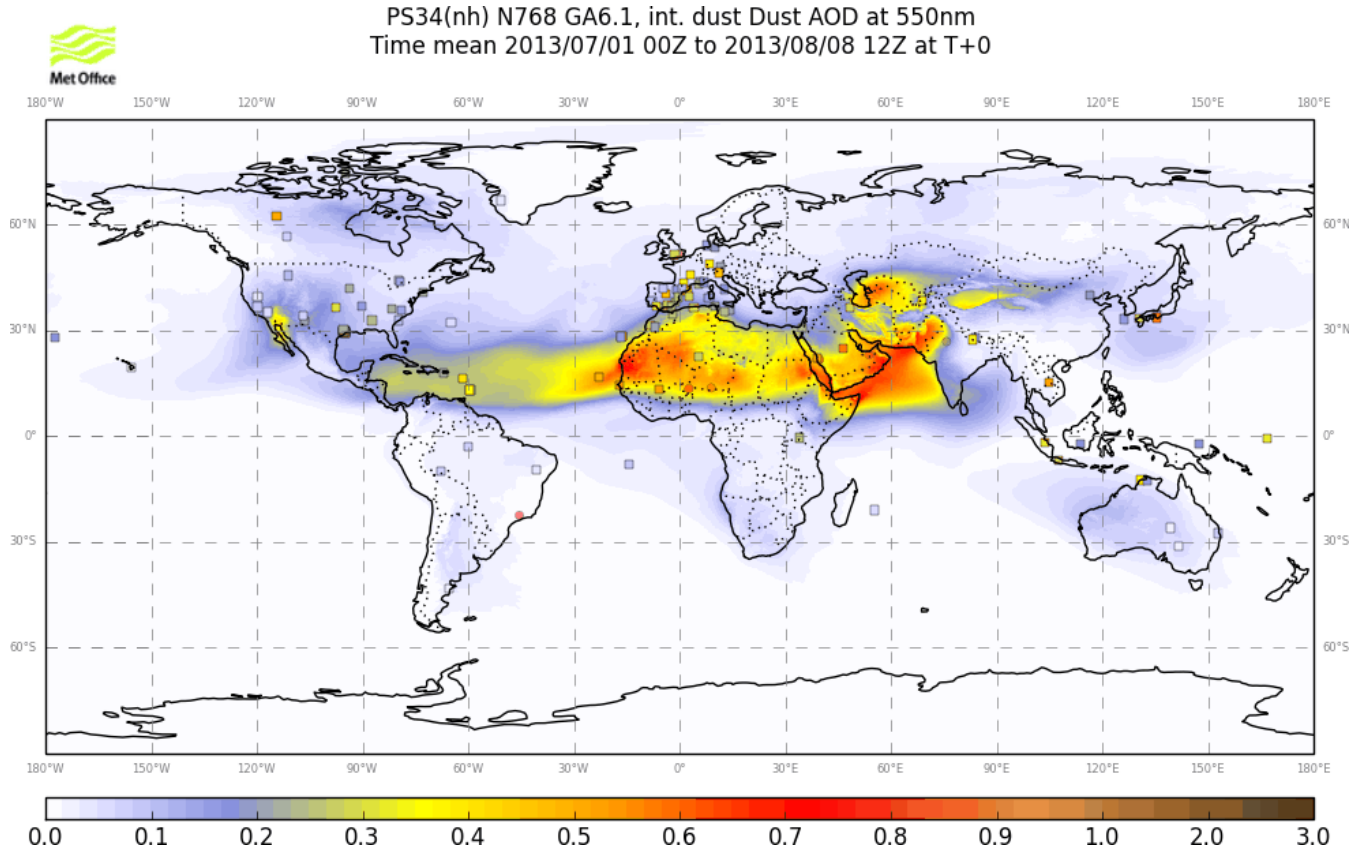 PS34(nh) N768 GA6.1, int. dust Dust AOD at 550nm
Time mean 2013/07/01 00Z to 2013/08/08 12Z at T+0
Met Office
180°W 150°W 120°W 90°W 60°W 30°W 0° 30°E 60°E 90°E 120°E 150°E 180°E
60°N 60°N
30°N 30°N
0° 0°
30°S 30°S
60°S 60°S
180°W 150°W 120°W 90°W 60°W 30°W 0° 30°E 60°E 90°E 120°E 150°E 180°E
0.0 0.1 0.2 0.3 0.4 0.5 0.6 0.7 0.8 0.9 1.0 2.0 3.0